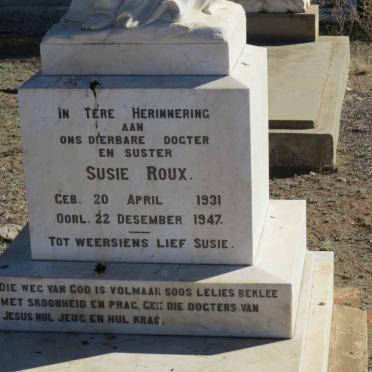 IN TERE HERINNERING
AAN
ONS DIERBARE DOGTER
EN SUSTER
SUSIE ROUX.
GEB. 20 APRIL 1931
OORL. 22 DESEMBER 1947.
TOT WEERSIENS LIEF SUSIE.
DIE WEG VAN GOD IS VOLMAAK SOOS LELIES BEKLEE
MET SKOONHEID EN PRAG, GEE DIE DOGTERS VAN
JESUS HUL JEUG EN HUL KRAG.